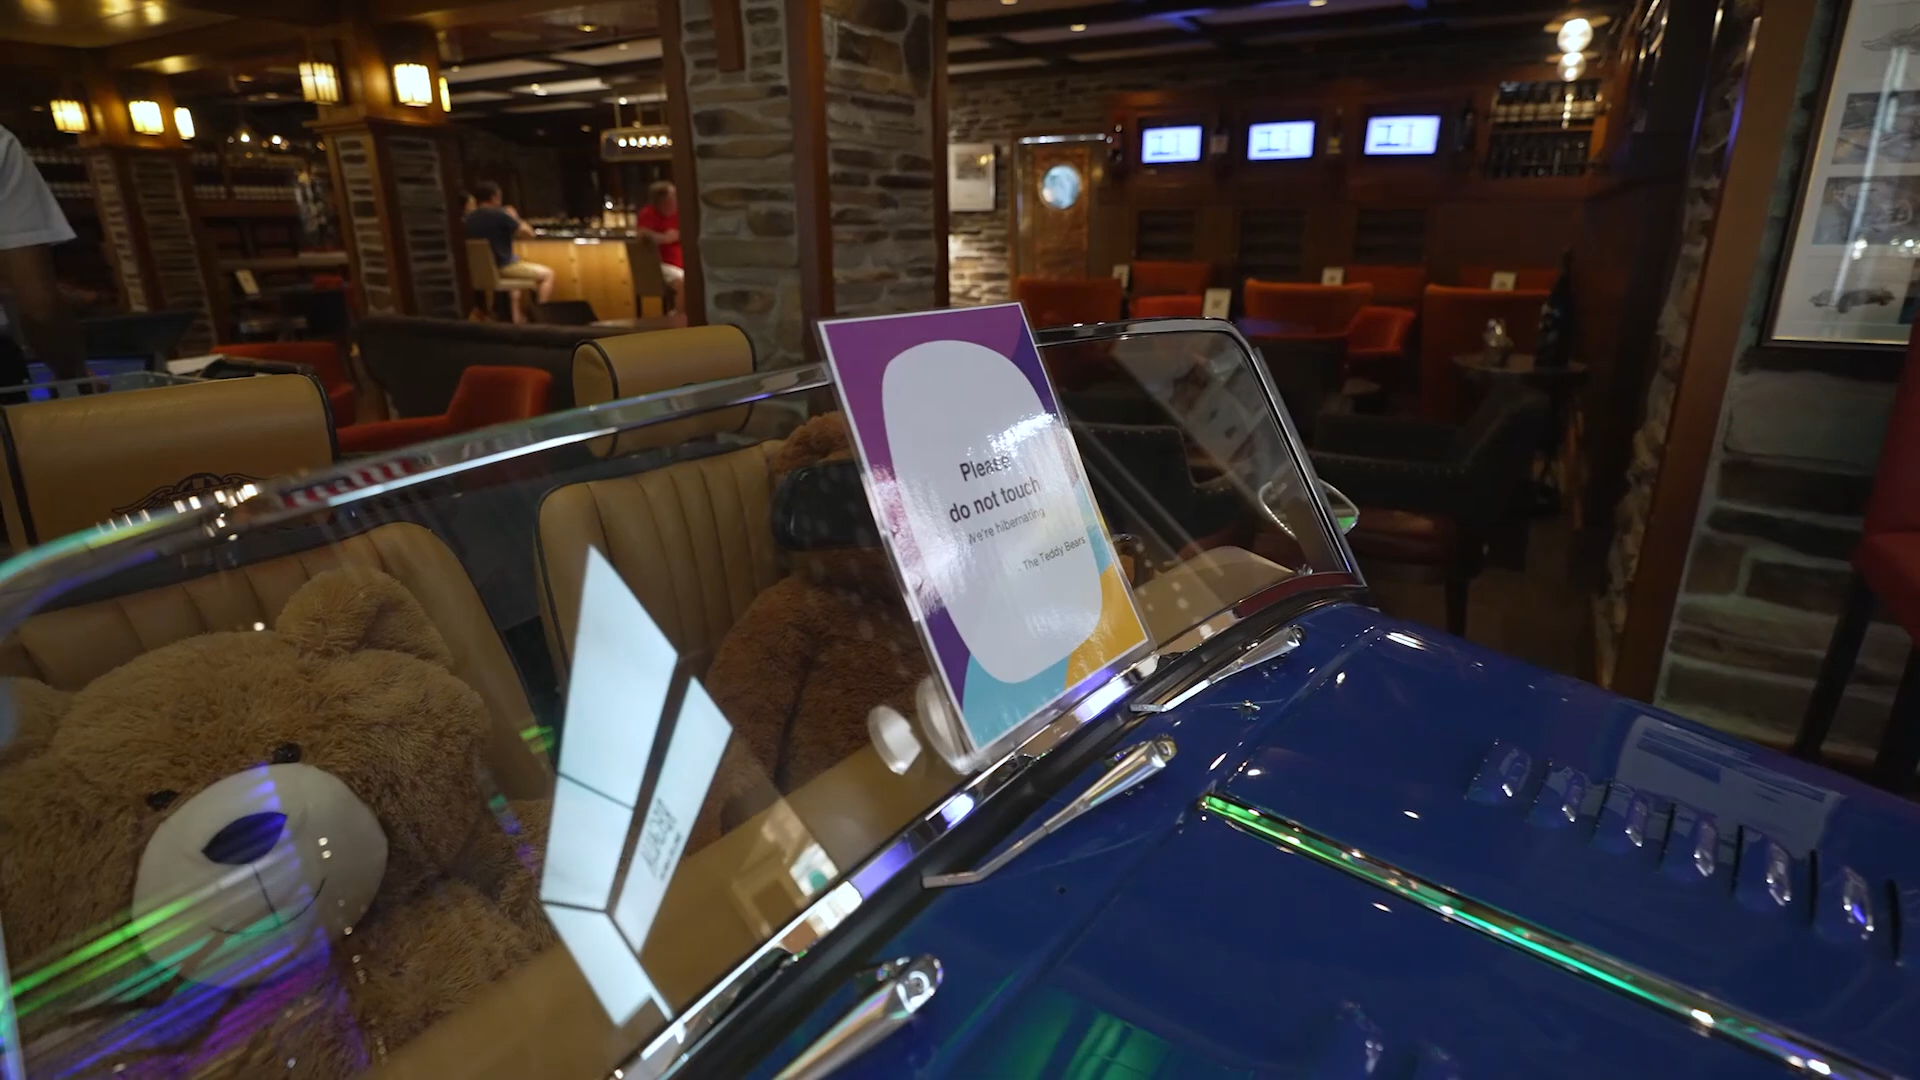 Please
do not touch
We're hibernating
- The Teddy Bears